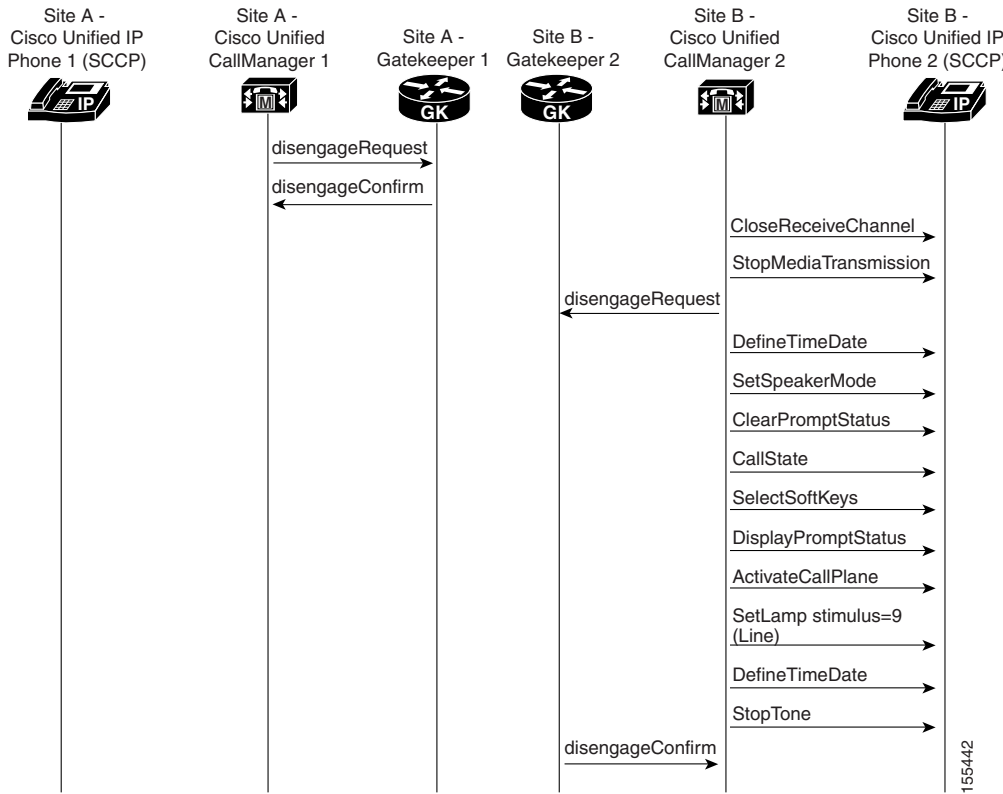 Site A -
Cisco Unified IP
Phone 1 (SCCP)
Site A -
Cisco Unified
CallManager 1
Site A -
Gatekeeper 1
Site B -
Gatekeeper 2
Site B -
Cisco Unified
CallManager 2
Site B -
Cisco Unified IP
Phone 2 (SCCP)
IP
M
GK
GK
M
IP
disengageRequest
disengageConfirm
CloseReceiveChannel
StopMediaTransmission
disengageRequest
DefineTimeDate
SetSpeakerMode
ClearPromptStatus
CallState
SelectSoftKeys
DisplayPromptStatus
ActivateCallPlane
SetLamp stimulus=9
(Line)
DefineTimeDate
StopTone
disengageConfirm
155442